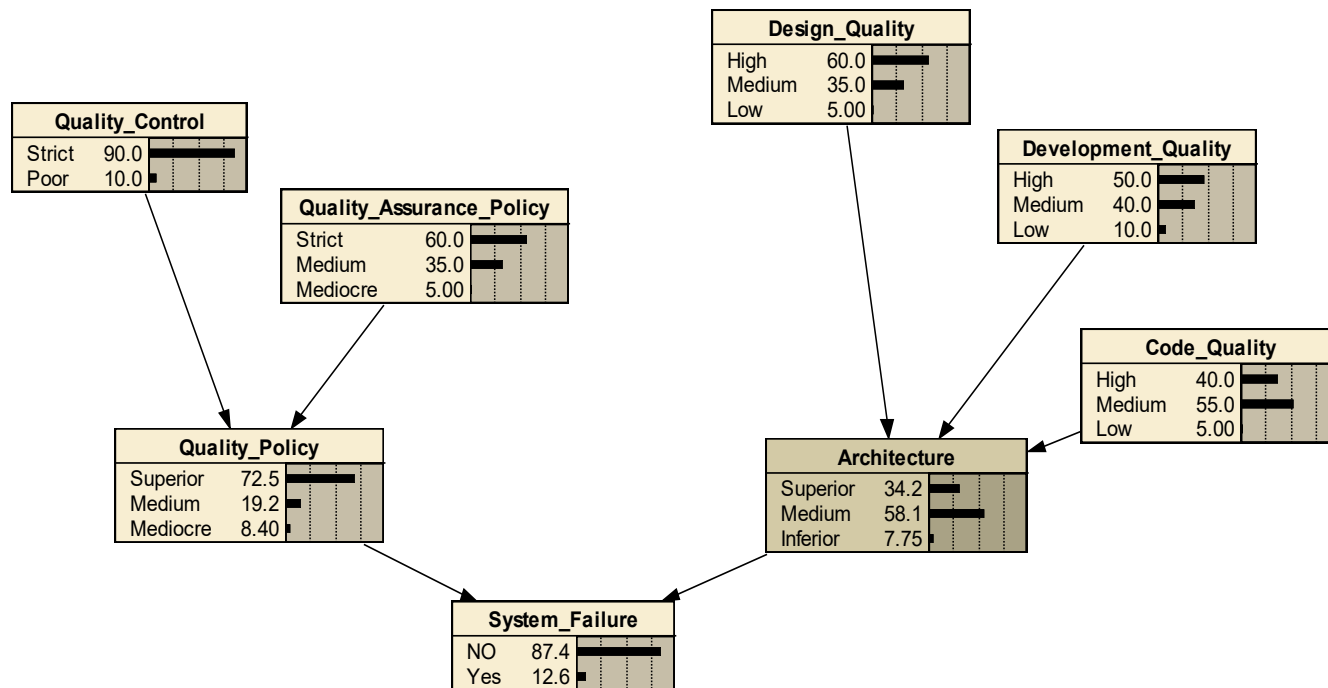 Design_Quality
High 60.0
Medium 35.0
Low 5.00
Quality_Control
Strict 90.0
Poor 10.0
Development_Quality
High 50.0
Medium 40.0
Low 10.0
Quality_Assurance_Policy
Strict 60.0
Medium 35.0
Mediocre 5.00
Code_Quality
High 40.0
Medium 55.0
Low 5.00
Quality_Policy
Superior 72.5
Medium 19.2
Mediocre 8.40
Architecture
Superior 34.2
Medium 58.1
Inferior 7.75
System_Failure
NO 87.4
Yes 12.6